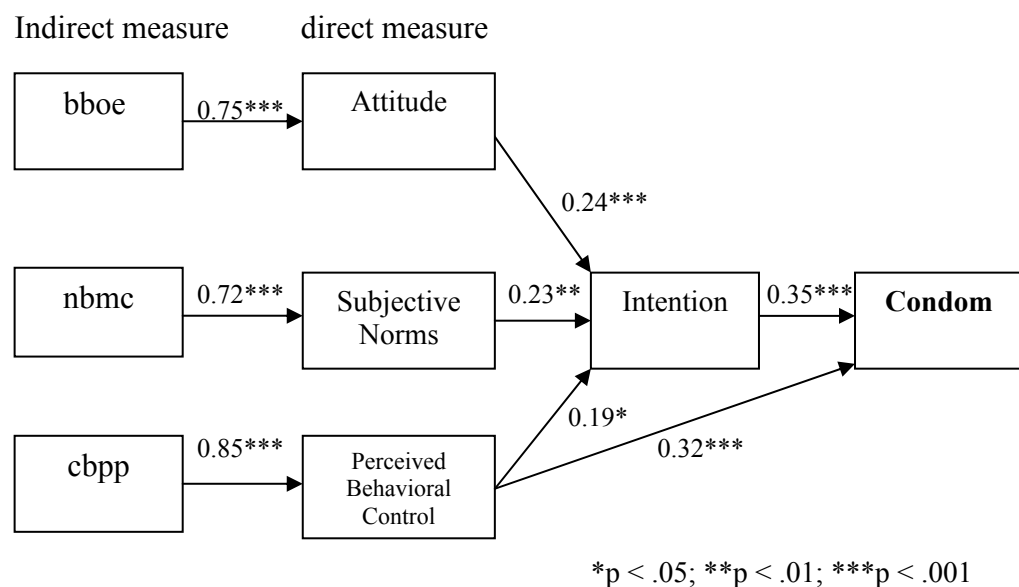 Indirect measure direct measure
bboe 0.75*** Attitude
0.24***
nbmc 0.72*** Subjective
Norms 0.23** Intention 0.35*** Condom
0.19*
cbpp 0.85*** Perceived
Behavioral
Control 0.32***
*p < .05; **p < .01; ***p < .001